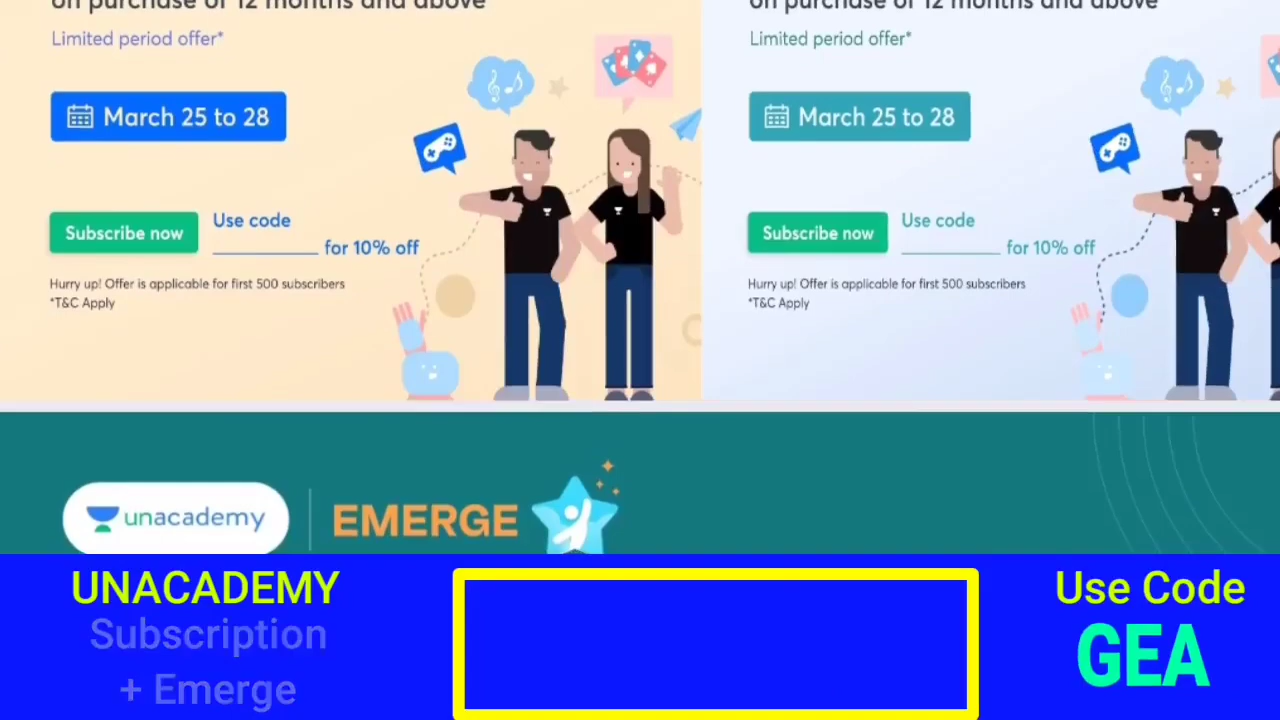 on purchase of 12 months and above
Limited period offer*
March 25 to 28
Use code
Subscribe now
for 10% off
Hurry up! Offer is applicable for first 500 subscribers
*T&C Apply
on purchase of 12 months and above
Limited period offer*
March 25 to 28
Use code
Subscribe now
for 10% off
Hurry up! Offer is applicable for first 500 subscribers
*T&C Apply
unacademy
EMERGE
UNACADEMY
Subscription
+ Emerge
Use Code
GEA